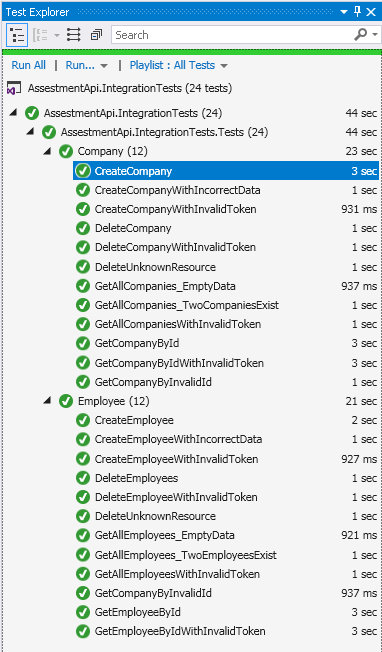 Test Explorer
Search
Run All | Run... | Playlist : All Tests
AssestmentApi.IntegrationTests (24 tests)
AssestmentApi.IntegrationTests (24) 44 sec
AssestmentApi.IntegrationTests.Tests (24) 44 sec
Company (12) 23 sec
CreateCompany 3 sec
CreateCompanyWithIncorrectData 1 sec
CreateCompanyWithInvalidToken 931 ms
DeleteCompany 1 sec
DeleteCompanyWithInvalidToken 1 sec
DeleteUnknownResource 1 sec
GetAllCompanies_EmptyData 937 ms
GetAllCompanies_TwoCompaniesExist 1 sec
GetAllCompaniesWithInvalidToken 1 sec
GetCompanyById 3 sec
GetCompanyByIdWithInvalidToken 3 sec
GetCompanyByInvalidId 1 sec
Employee (12) 21 sec
CreateEmployee 2 sec
CreateEmployeeWithIncorrectData 1 sec
CreateEmployeeWithInvalidToken 927 ms
DeleteEmployees 1 sec
DeleteEmployeeWithInvalidToken 1 sec
DeleteUnknownResource 1 sec
GetAllEmployees_EmptyData 921 ms
GetAllEmployees_TwoEmployeesExist 1 sec
GetAllEmployeesWithInvalidToken 1 sec
GetCompanyByInvalidId 937 ms
GetEmployeeById 3 sec
GetEmployeeByIdWithInvalidToken 3 sec